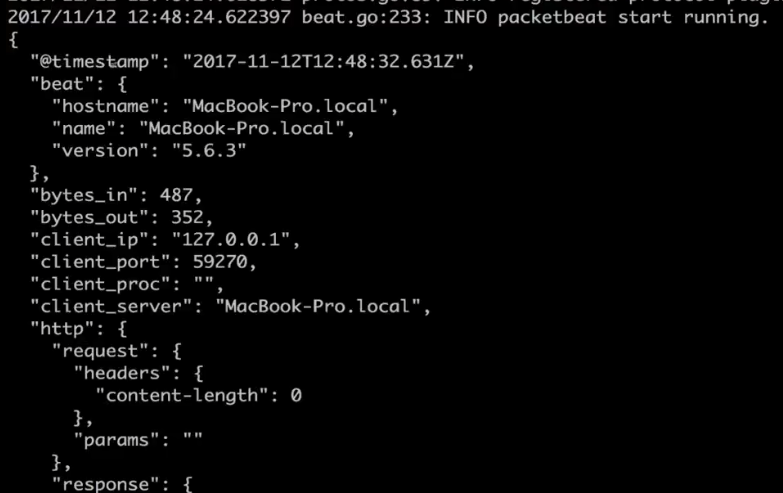 2017/11/12 12:48:24.622397 beat.go:233: INFO packetbeat start running.
{
  "@timestamp": "2017-11-12T12:48:32.631Z",
  "beat": {
    "hostname": "MacBook-Pro.local",
    "name": "MacBook-Pro.local",
    "version": "5.6.3"
  },
  "bytes_in": 487,
  "bytes_out": 352,
  "client_ip": "127.0.0.1",
  "client_port": 59270,
  "client_proc": "",
  "client_server": "MacBook-Pro.local",
  "http": {
    "request": {
      "headers": {
        "content-length": 0
      },
      "params": ""
    },
    "response": {